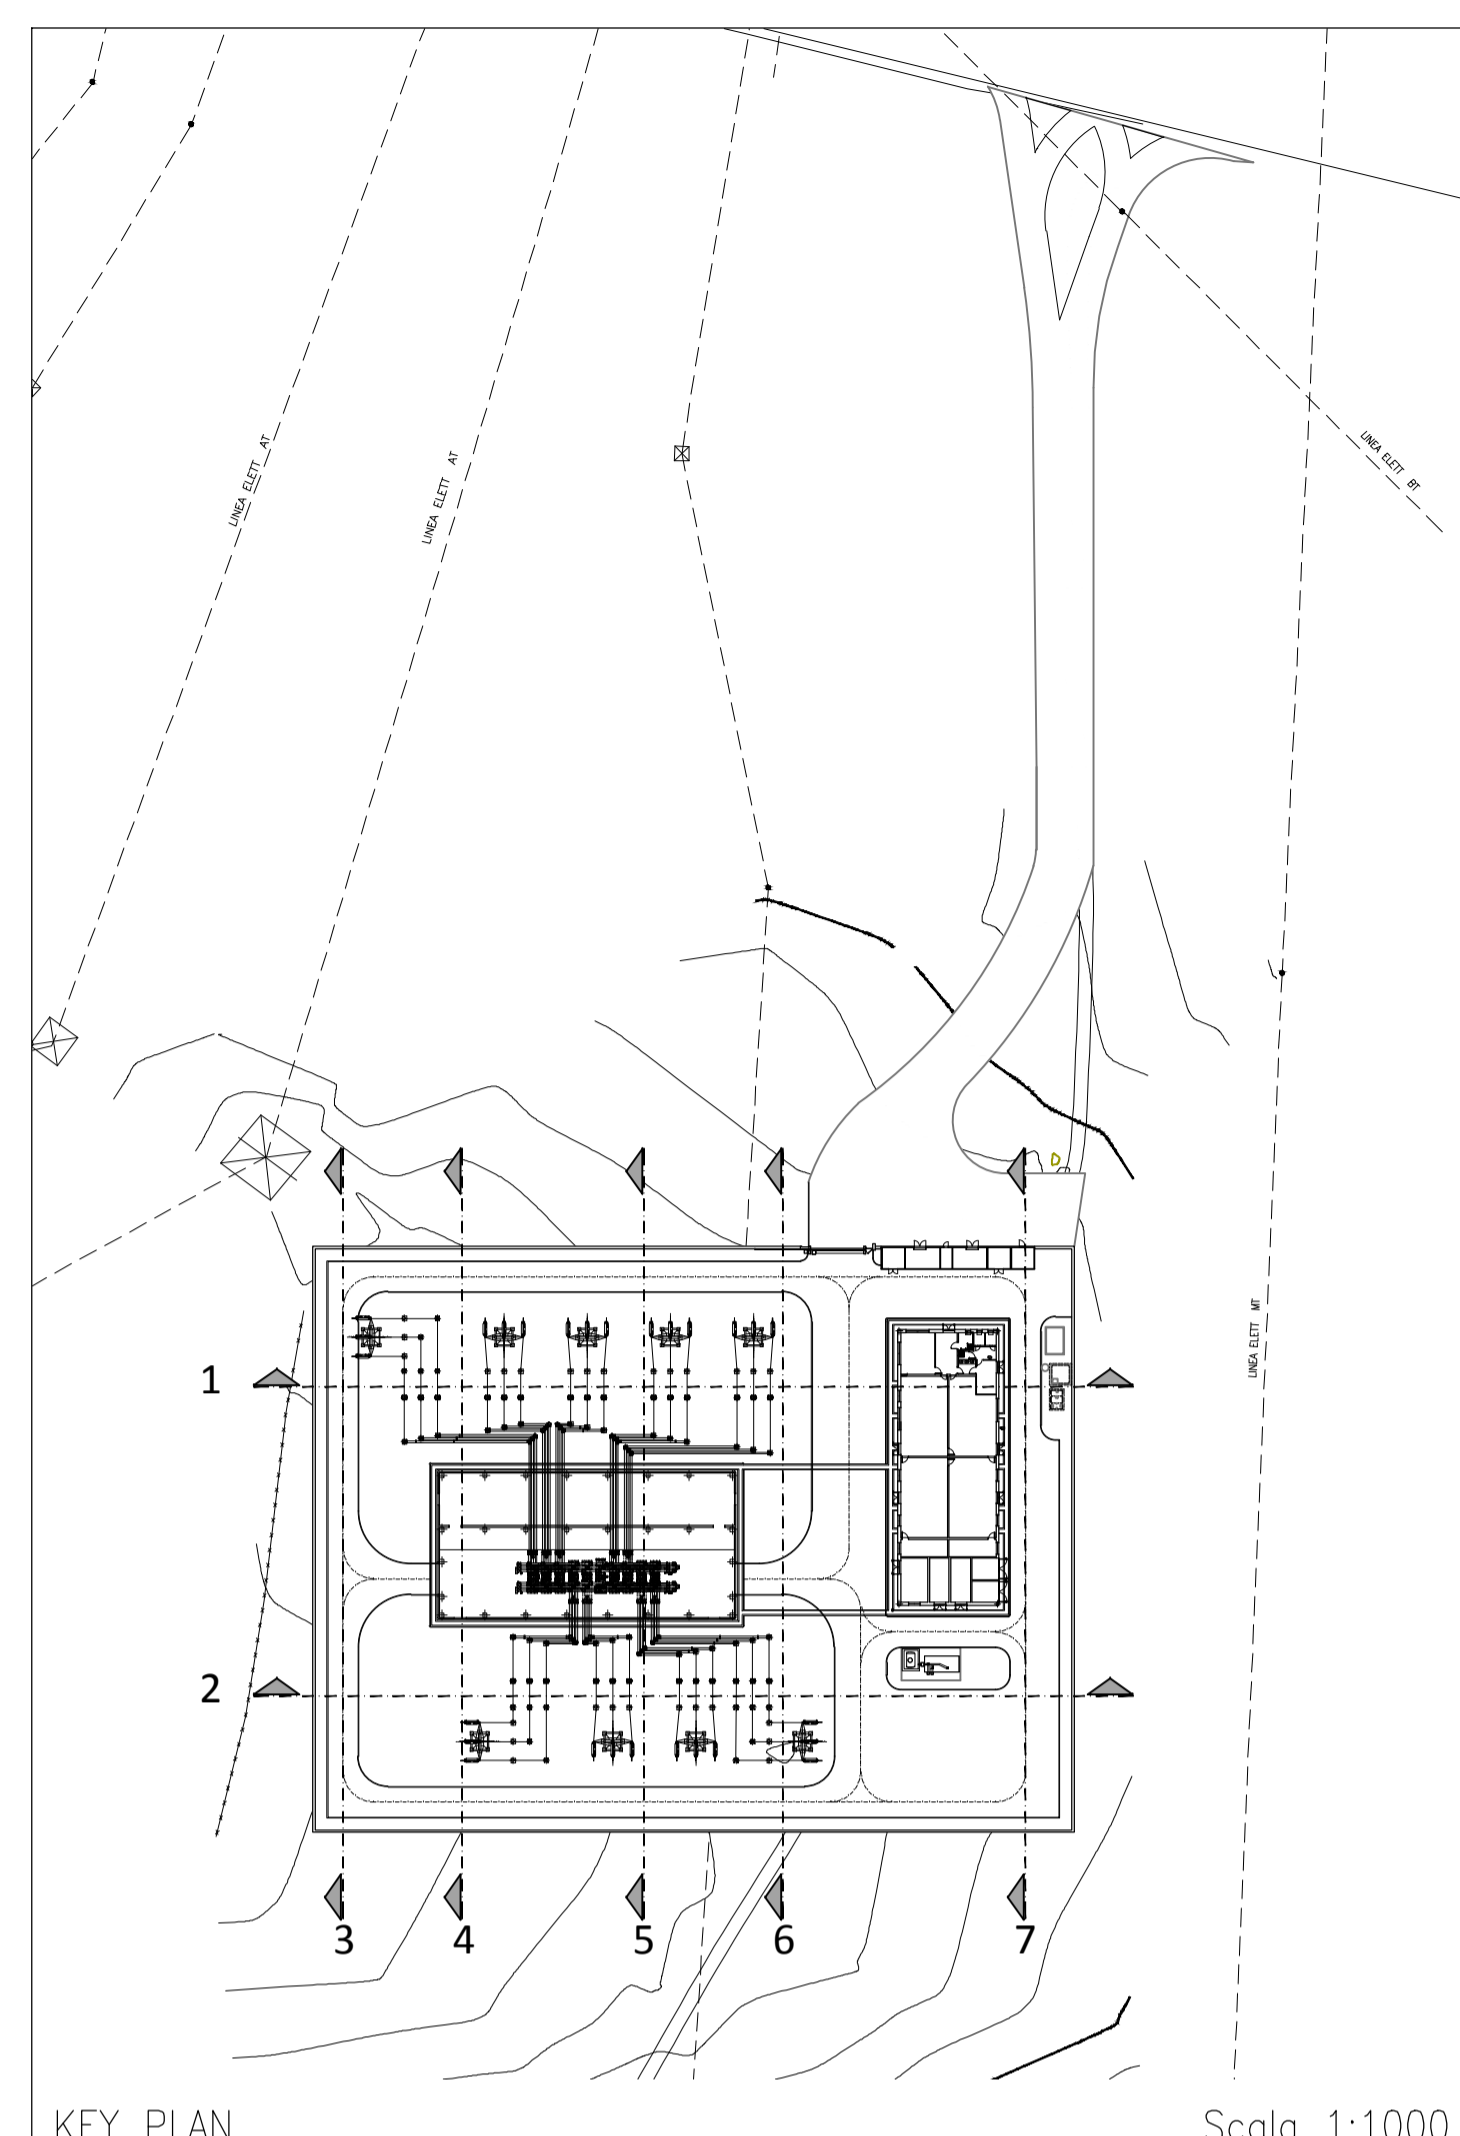 LINEA ELETT AT
LINEA ELETT AT
LINEA ELETT BT
LINEA ELETT MT
1
2
3 4 5 6 7
KEY PLAN Scala 1:1000